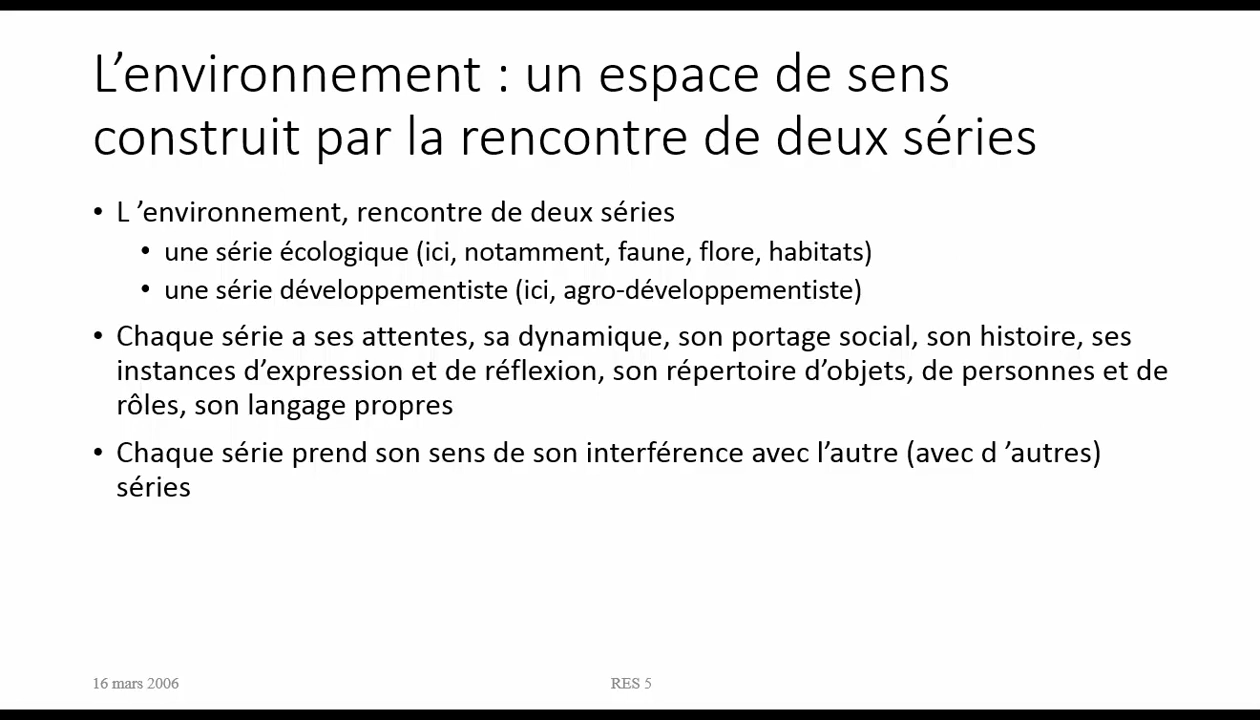 L’environnement : un espace de sens
construit par la rencontre de deux séries
• L ’environnement, rencontre de deux séries
• une série écologique (ici, notamment, faune, flore, habitats)
• une série développementiste (ici, agro-développementiste)
• Chaque série a ses attentes, sa dynamique, son portage social, son histoire, ses
instances d’expression et de réflexion, son répertoire d’objets, de personnes et de
rôles, son langage propres
• Chaque série prend son sens de son interférence avec l’autre (avec d ’autres)
séries
16 mars 2006
RES 5